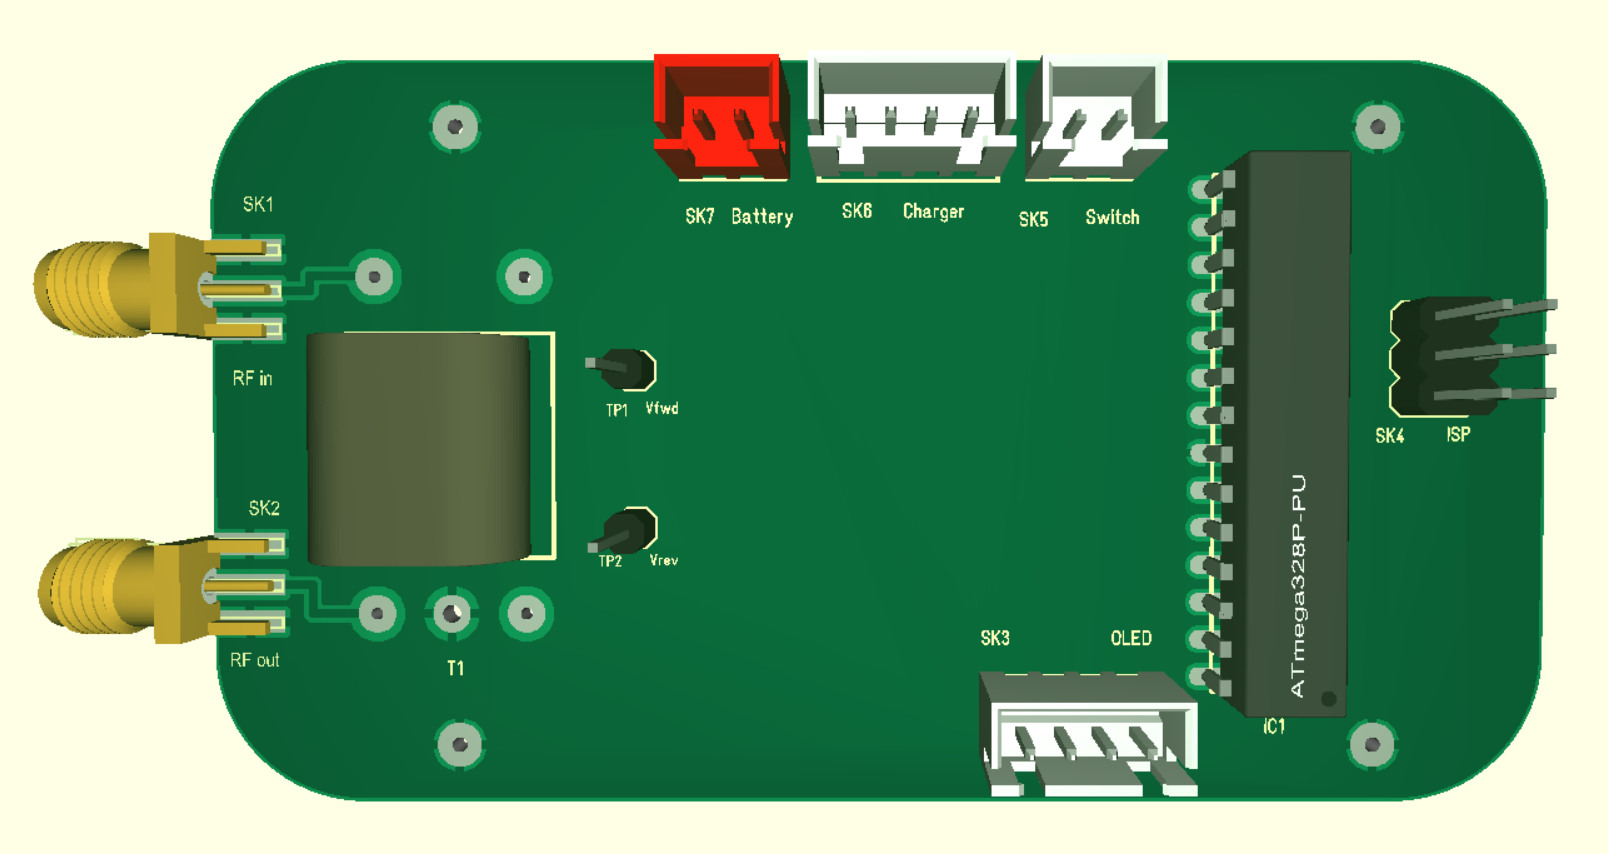 SK1
SK7 Battery
SK6 Charger
SK5 Switch
RF in
TP1 Vfwd
SK4 ISP
SK2
TP2 Vrev
ATmega328P-PU
RF out
T1
SK3 OLED
IC1